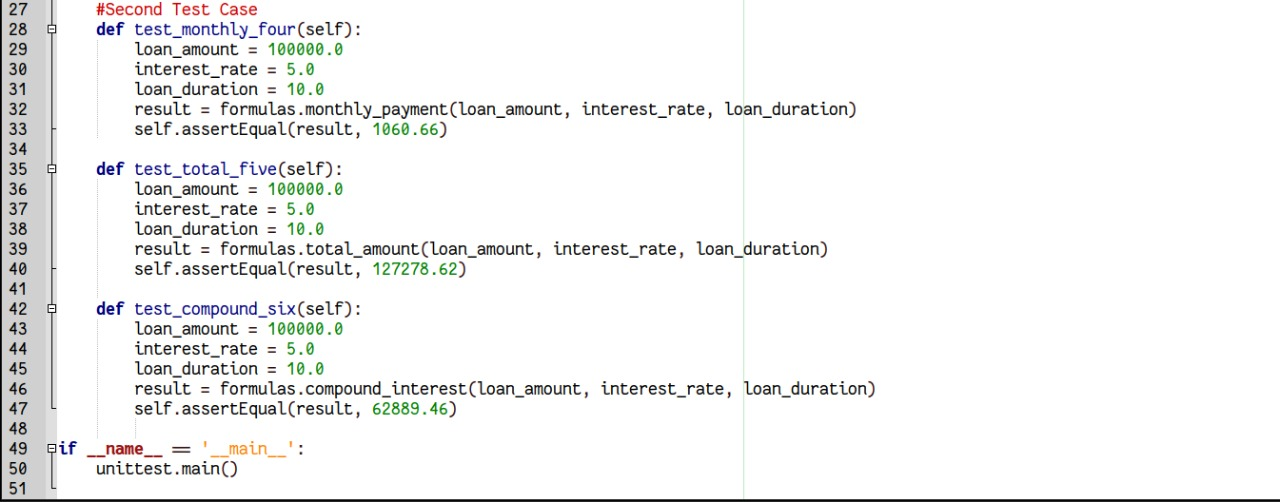 27 #Second Test Case
28 def test_monthly_four(self):
29 loan_amount = 100000.0
30 interest_rate = 5.0
31 loan_duration = 10.0
32 result = formulas.monthly_payment(loan_amount, interest_rate, loan_duration)
33 self.assertEqual(result, 1060.66)
34
35 def test_total_five(self):
36 loan_amount = 100000.0
37 interest_rate = 5.0
38 loan_duration = 10.0
39 result = formulas.total_amount(loan_amount, interest_rate, loan_duration)
40 self.assertEqual(result, 127278.62)
41
42 def test_compound_six(self):
43 loan_amount = 100000.0
44 interest_rate = 5.0
45 loan_duration = 10.0
46 result = formulas.compound_interest(loan_amount, interest_rate, loan_duration)
47 self.assertEqual(result, 62889.46)
48
49 if __name__ == '__main__':
50 unittest.main()
51